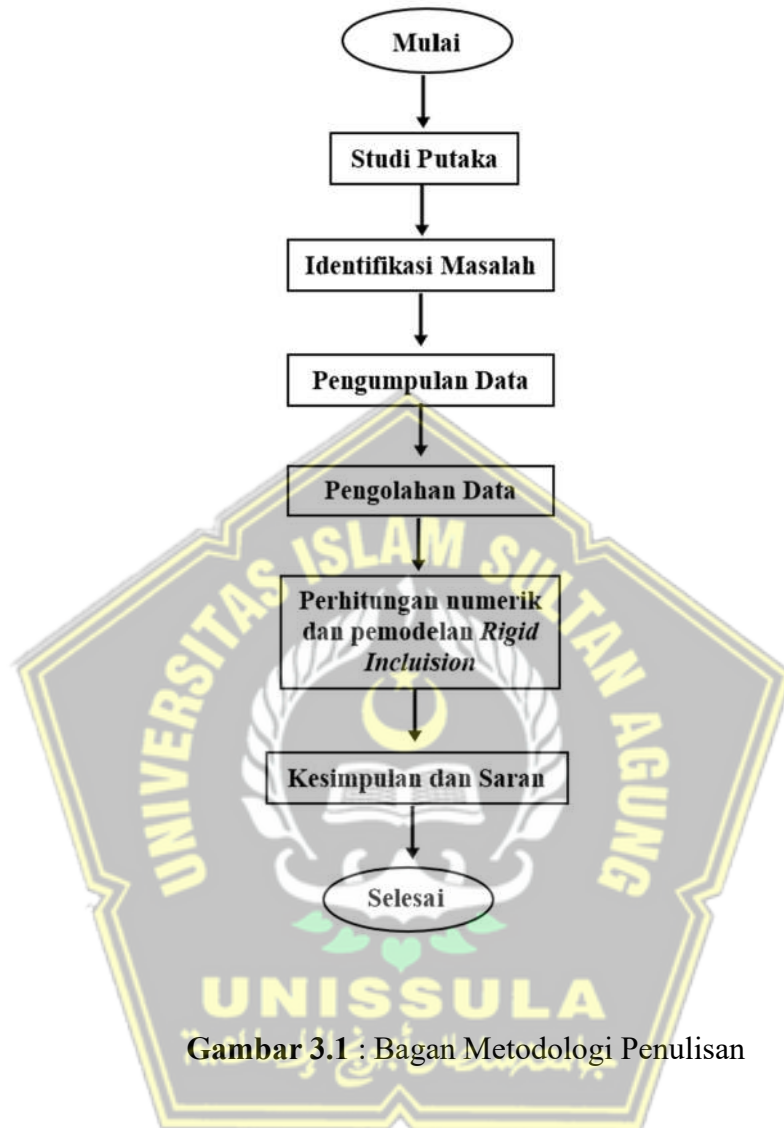 Mulai
Studi Putaka
Identifikasi Masalah
Pengumpulan Data
Pengolahan Data
UNIVERSITAS ISLAM SULTAN AGUNG
Perhitungan numerik
dan pemodelan Rigid
Incluision
Kesimpulan dan Saran
Selesai
UNISSULA
Gambar 3.1 : Bagan Metodologi Penulisan